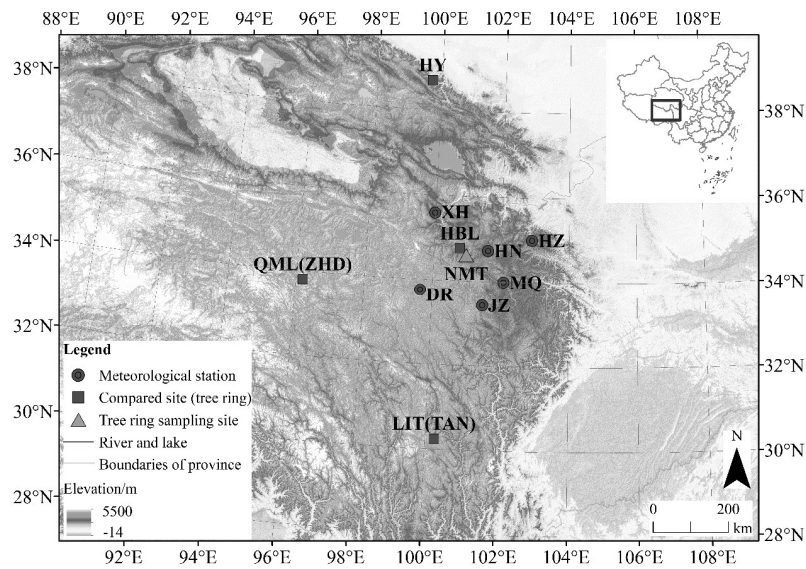 88°E 90°E 92°E 94°E 96°E 98°E 100°E 102°E 104°E 106°E 108°E
38°N
HY
38°N
36°N
36°N
XH
34°N
HBL
HN
HZ
QML(ZHD)
NMT
34°N
DR
MQ
JZ
32°N
32°N
Legend
Meteorological station
Compared site (tree ring)
Tree ring sampling site
River and lake
Boundaries of province
Elevation/m
5500
-14
30°N
LIT(TAN)
30°N
28°N
N
0 200
km
28°N
92°E 94°E 96°E 98°E 100°E 102°E 104°E 106°E 108°E